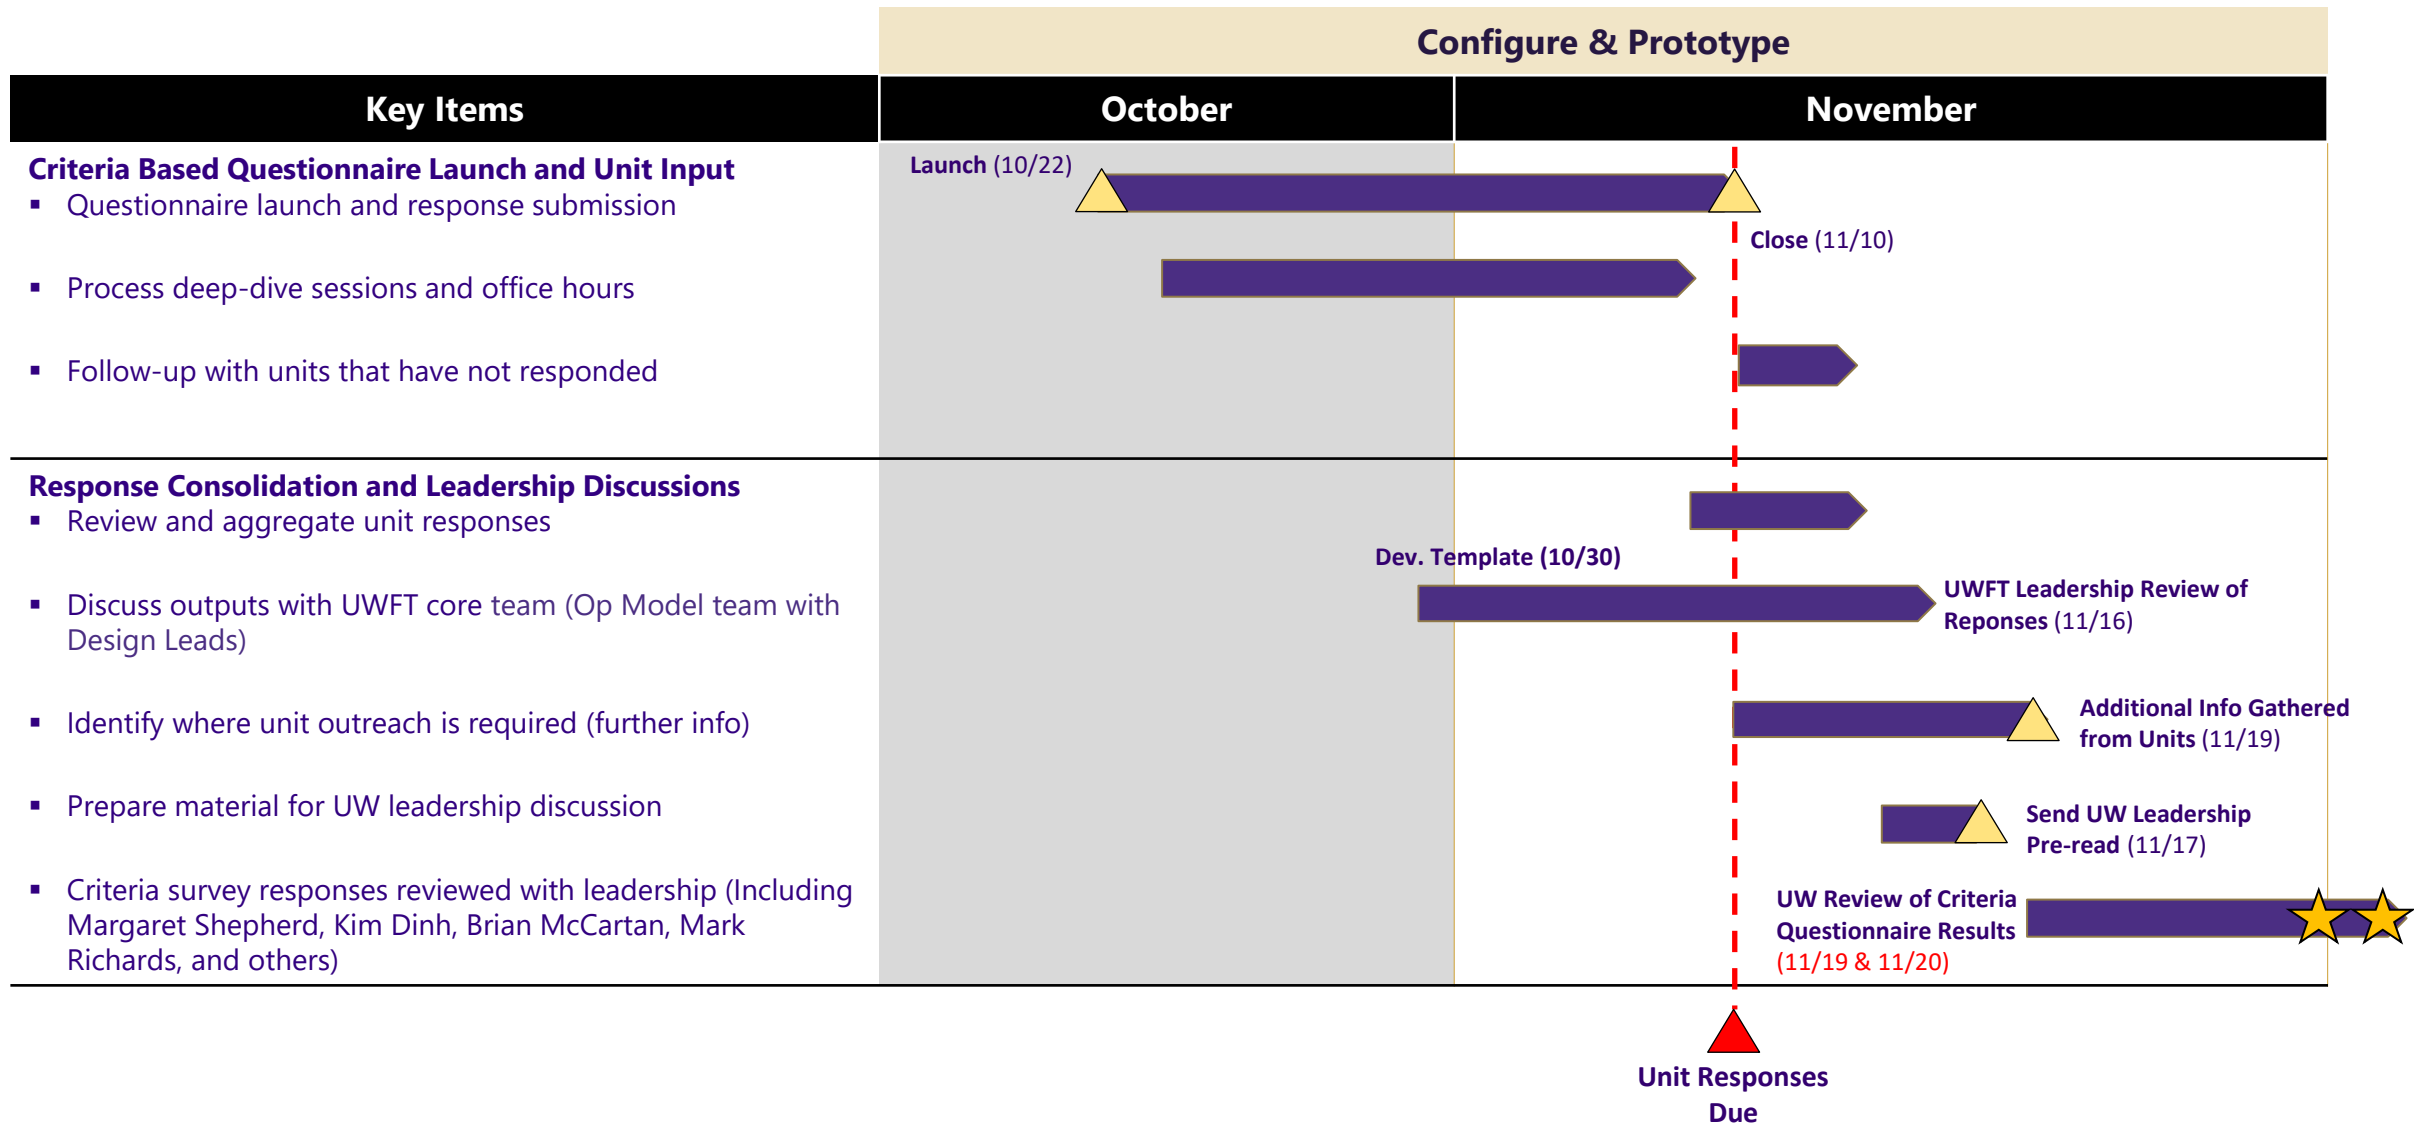 Configure & Prototype
Key Items
October
November
Criteria Based Questionnaire Launch and Unit Input
▪ Questionnaire launch and response submission
▪ Process deep-dive sessions and office hours
▪ Follow-up with units that have not responded
Launch (10/22)
Close (11/10)
Response Consolidation and Leadership Discussions
▪ Review and aggregate unit responses
▪ Discuss outputs with UWFT core team (Op Model team with
Design Leads)
▪ Identify where unit outreach is required (further info)
▪ Prepare material for UW leadership discussion
▪ Criteria survey responses reviewed with leadership (Including
Margaret Shepherd, Kim Dinh, Brian McCartan, Mark
Richards, and others)
Dev. Template (10/30)
UWFT Leadership Review of
Reponses (11/16)
Additional Info Gathered
from Units (11/19)
Send UW Leadership
Pre-read (11/17)
UW Review of Criteria
Questionnaire Results
(11/19 & 11/20)
Unit Responses
Due